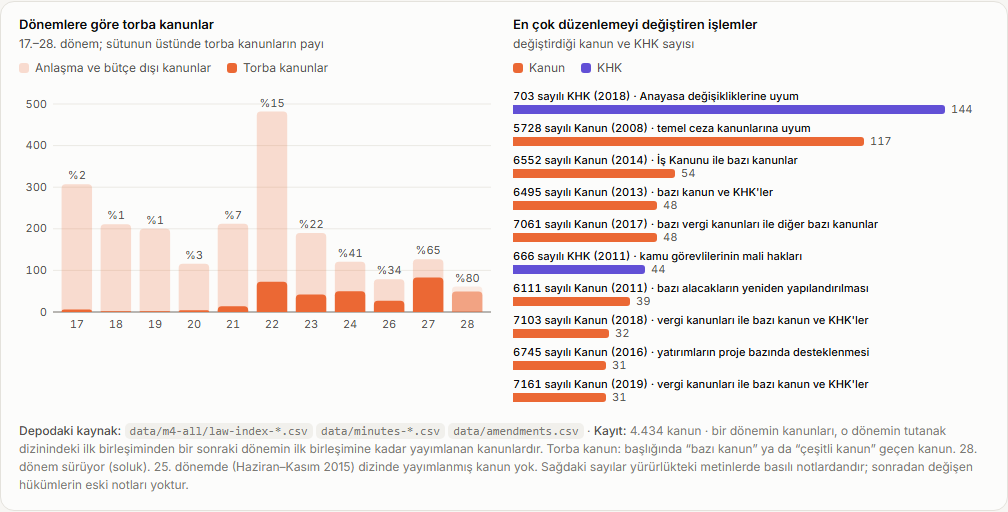 Dönemlere göre torba kanunlar
17.–28. dönem; sütunun üstünde torba kanunların payı
Anlaşma ve bütçe dışı kanunlar
Torba kanunlar
500
400
300
200
100
0
%2
%1
%1
%3
%7
%15
%22
%41
%34
%65
%80
17
18
19
20
21
22
23
24
26
27
28
En çok düzenlemeyi değiştiren işlemler
değiştirdiği kanun ve KHK sayısı
Kanun
KHK
703 sayılı KHK (2018) · Anayasa değişikliklerine uyum
144
5728 sayılı Kanun (2008) · temel ceza kanunlarına uyum
117
6552 sayılı Kanun (2014) · İş Kanunu ile bazı kanunlar
54
6495 sayılı Kanun (2013) · bazı kanun ve KHK'ler
48
7061 sayılı Kanun (2017) · bazı vergi kanunları ile diğer bazı kanunlar
48
666 sayılı KHK (2011) · kamu görevlilerinin mali hakları
44
6111 sayılı Kanun (2011) · bazı alacakların yeniden yapılandırılması
39
7103 sayılı Kanun (2018) · vergi kanunları ile bazı kanun ve KHK'ler
32
6745 sayılı Kanun (2016) · yatırımların proje bazında desteklenmesi
31
7161 sayılı Kanun (2019) · vergi kanunları ile bazı kanun ve KHK'ler
31
Depodaki kaynak: data/m4-all/law-index-*.csv data/minutes-*.csv data/amendments.csv · Kayıt: 4.434 kanun · bir dönemin kanunları, o dönemin tutanak
dizinindeki ilk birleşiminden bir sonraki dönemin ilk birleşimine kadar yayımlanan kanunlardır. Torba kanun: başlığında “bazı kanun” ya da “çeşitli kanun” geçen kanun. 28.
dönem sürüyor (soluk). 25. dönemde (Haziran–Kasım 2015) dizinde yayımlanmış kanun yok. Sağdaki sayılar yürürlükteki metinlerde basılı notlardandır; sonradan değişen
hükümlerin eski notları yoktur.